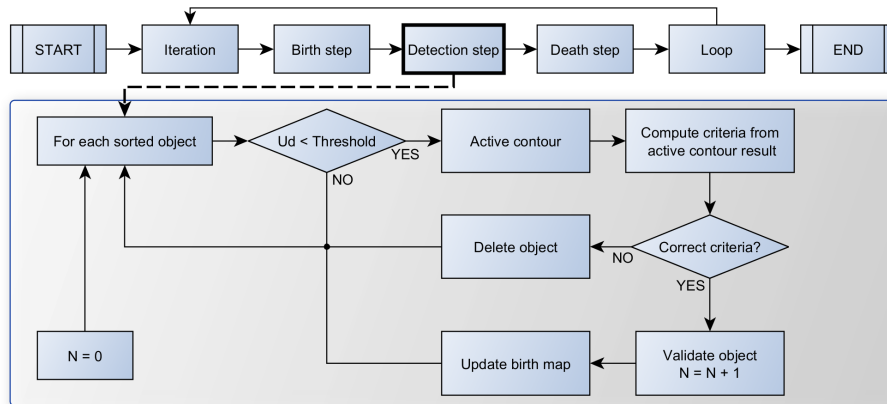 START
Iteration
Birth step
Detection step
Death step
Loop
END
For each sorted object
Ud < Threshold
YES
NO
Active contour
Compute criteria from
active contour result
Delete object
NO
Correct criteria?
YES
N = 0
Update birth map
Validate object
N = N + 1